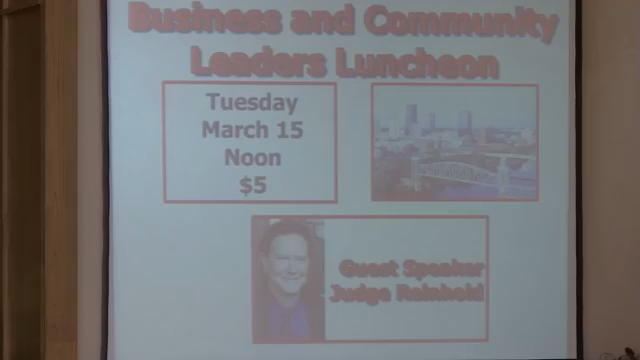 Business and Community
Leaders Luncheon
Tuesday
March 15
Noon
$5
Guest Speaker
Judge Reinhold